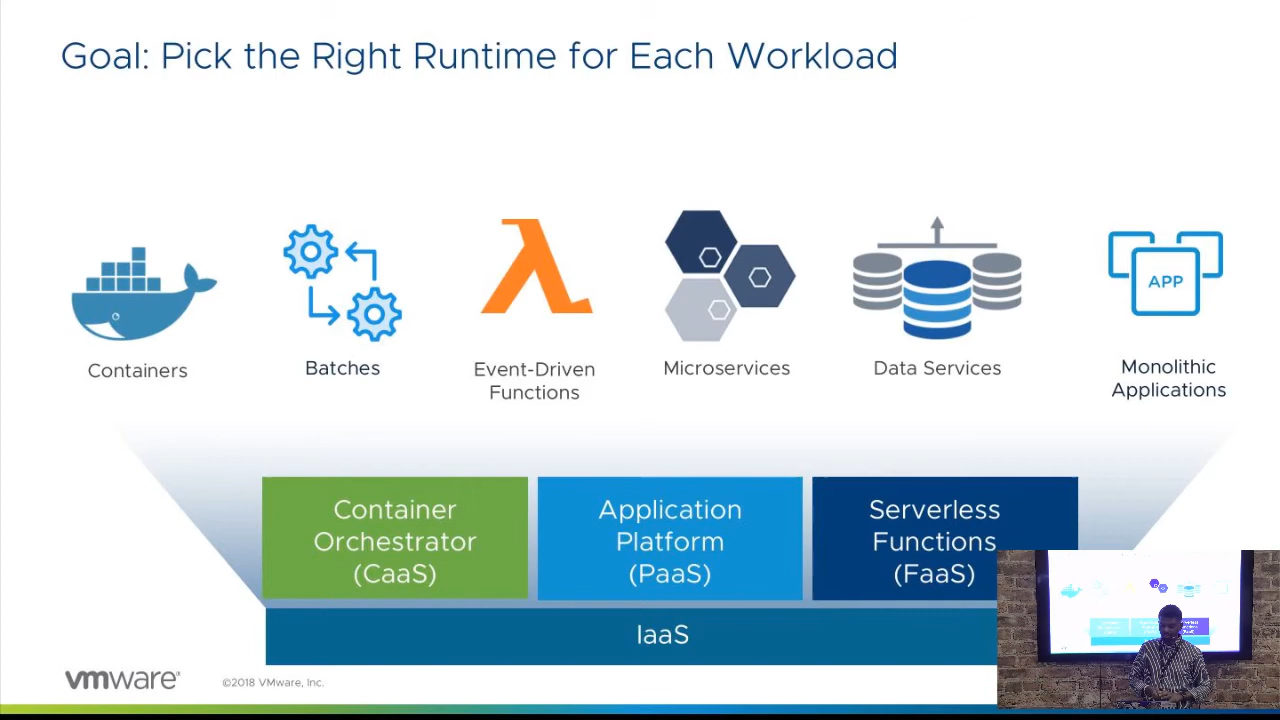 Goal: Pick the Right Runtime for Each Workload
APP
Containers
Batches
Event-Driven
Functions
Microservices
Data Services
Monolithic
Applications
Container
Orchestrator
(CaaS)
Application
Platform
(PaaS)
Serverless
Functions
(FaaS)
IaaS
vmware®
©2018 VMware, Inc.